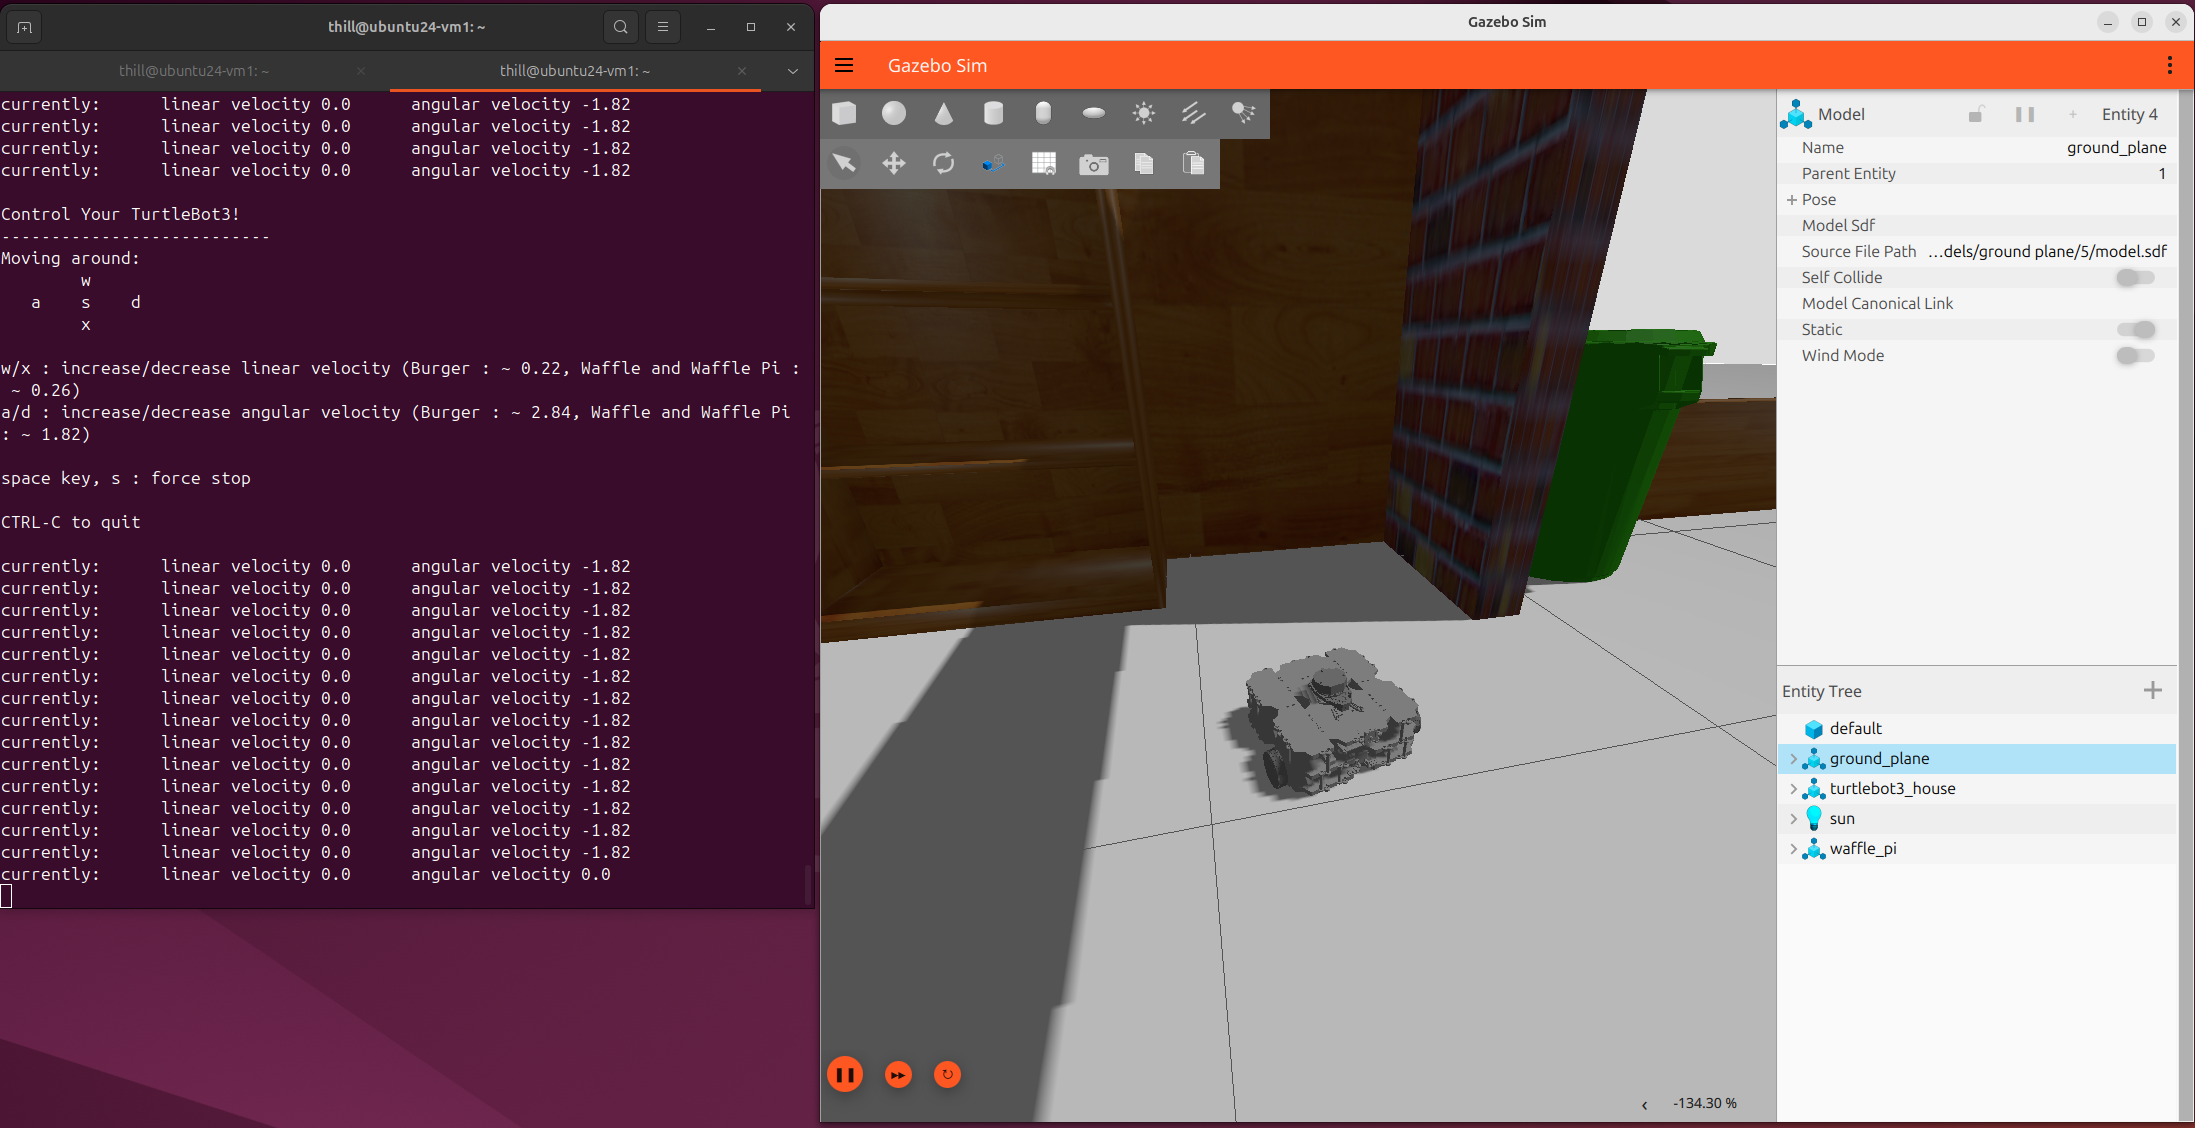 thill@ubuntu24-vm1: ~
thill@ubuntu24-vm1: ~
thill@ubuntu24-vm1: ~
currently:      linear velocity 0.0      angular velocity -1.82
currently:      linear velocity 0.0      angular velocity -1.82
currently:      linear velocity 0.0      angular velocity -1.82
currently:      linear velocity 0.0      angular velocity -1.82
Control Your TurtleBot3!
---------------------------
Moving around:
w
a    s    d
x
w/x : increase/decrease linear velocity (Burger : ~ 0.22, Waffle and Waffle Pi :
~ 0.26)
a/d : increase/decrease angular velocity (Burger : ~ 2.84, Waffle and Waffle Pi
: ~ 1.82)
space key, s : force stop
CTRL-C to quit
currently:      linear velocity 0.0      angular velocity -1.82
currently:      linear velocity 0.0      angular velocity -1.82
currently:      linear velocity 0.0      angular velocity -1.82
currently:      linear velocity 0.0      angular velocity -1.82
currently:      linear velocity 0.0      angular velocity -1.82
currently:      linear velocity 0.0      angular velocity -1.82
currently:      linear velocity 0.0      angular velocity -1.82
currently:      linear velocity 0.0      angular velocity -1.82
currently:      linear velocity 0.0      angular velocity -1.82
currently:      linear velocity 0.0      angular velocity -1.82
currently:      linear velocity 0.0      angular velocity -1.82
currently:      linear velocity 0.0      angular velocity -1.82
currently:      linear velocity 0.0      angular velocity -1.82
currently:      linear velocity 0.0      angular velocity -1.82
currently:      linear velocity 0.0      angular velocity 0.0
Gazebo Sim
Gazebo Sim
Model    Entity 4
Name    ground_plane
Parent Entity    1
Pose
Model Sdf
Source File Path    ...dels/ground plane/5/model.sdf
Self Collide
Model Canonical Link
Static
Wind Mode
Entity Tree
default
ground_plane
turtlebot3_house
sun
waffle_pi
-134.30 %